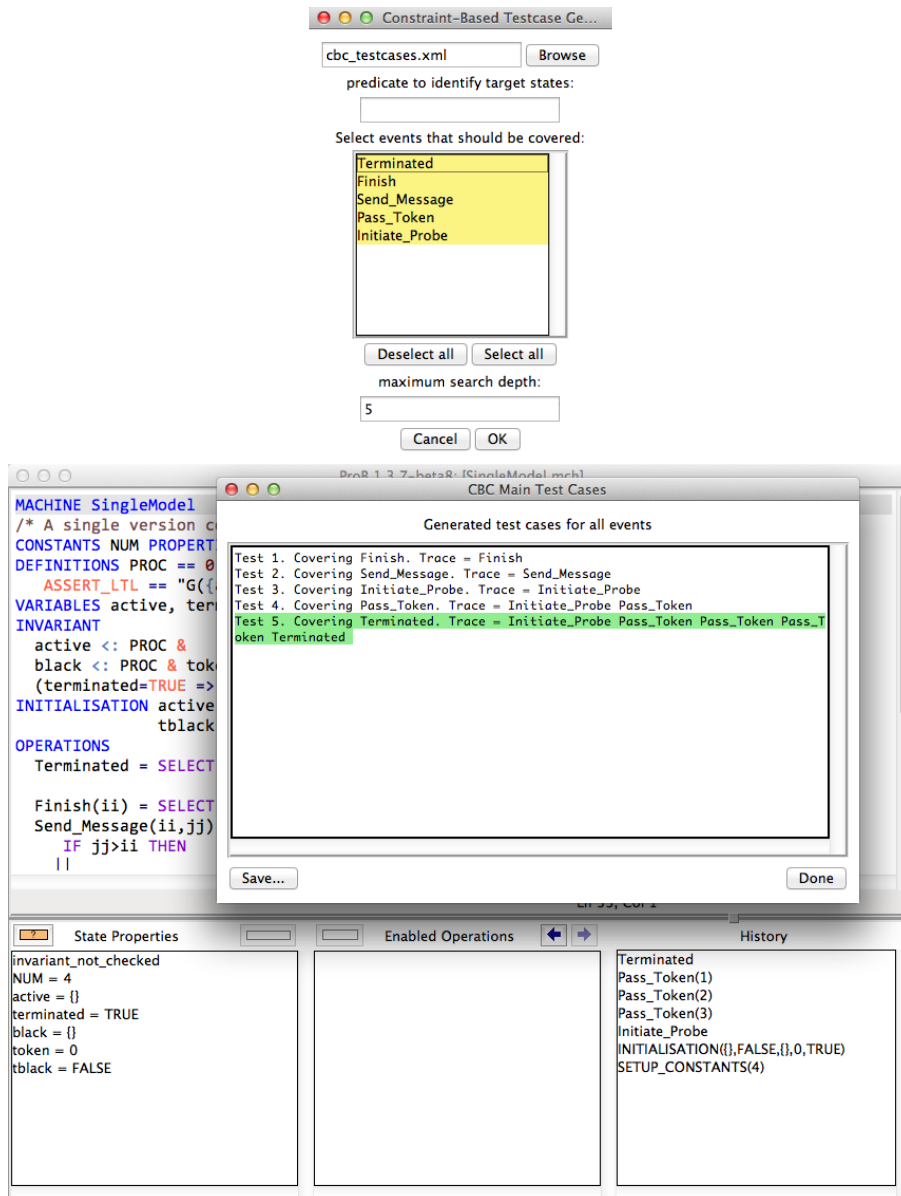 Constraint-Based Testcase Ge...
cbc_testcases.xml Browse
predicate to identify target states:
Select events that should be covered:
Terminated
Finish
Send_Message
Pass_Token
Initiate_Probe
Deselect all Select all
maximum search depth:
5
Cancel OK
ProB 1.3.7-beta8: [SingleModel.mch]
CBC Main Test Cases
MACHINE SingleModel
/* A single version c
CONSTANTS NUM PROPERT
DEFINITIONS PROC == 0
ASSERT_LTL == "G({
VARIABLES active, ter
INVARIANT
active <: PROC &
black <: PROC & tok
(terminated=TRUE =>
INITIALISATION active
tblack
OPERATIONS
Terminated = SELECT
Finish(ii) = SELECT
Send_Message(ii,jj)
IF jj>ii THEN
||
Generated test cases for all events
Test 1. Covering Finish. Trace = Finish
Test 2. Covering Send_Message. Trace = Send_Message
Test 3. Covering Initiate_Probe. Trace = Initiate_Probe
Test 4. Covering Pass_Token. Trace = Initiate_Probe Pass_Token
Test 5. Covering Terminated. Trace = Initiate_Probe Pass_Token Pass_Token Pass_T
oken Terminated
Save... Done
? State Properties
invariant_not_checked
NUM = 4
active = {}
terminated = TRUE
black = {}
token = 0
tblack = FALSE
Enabled Operations
History
Terminated
Pass_Token(1)
Pass_Token(2)
Pass_Token(3)
Initiate_Probe
INITIALISATION({},FALSE,{},0,TRUE)
SETUP_CONSTANTS(4)